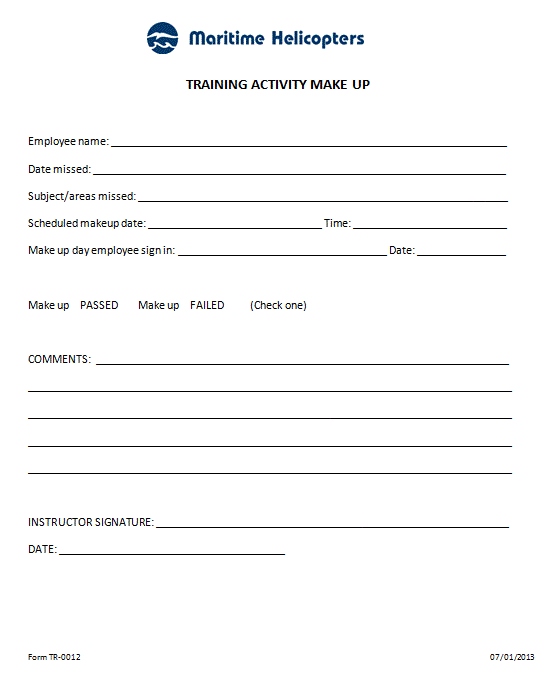 Maritime Helicopters
TRAINING ACTIVITY MAKE UP
Employee name:
Date missed:
Subject/areas missed:
Scheduled makeup date: Time:
Make up day employee sign in: Date:
Make up PASSED Make up FAILED (Check one)
COMMENTS:
INSTRUCTOR SIGNATURE:
DATE:
Form TR-0012 07/01/2013